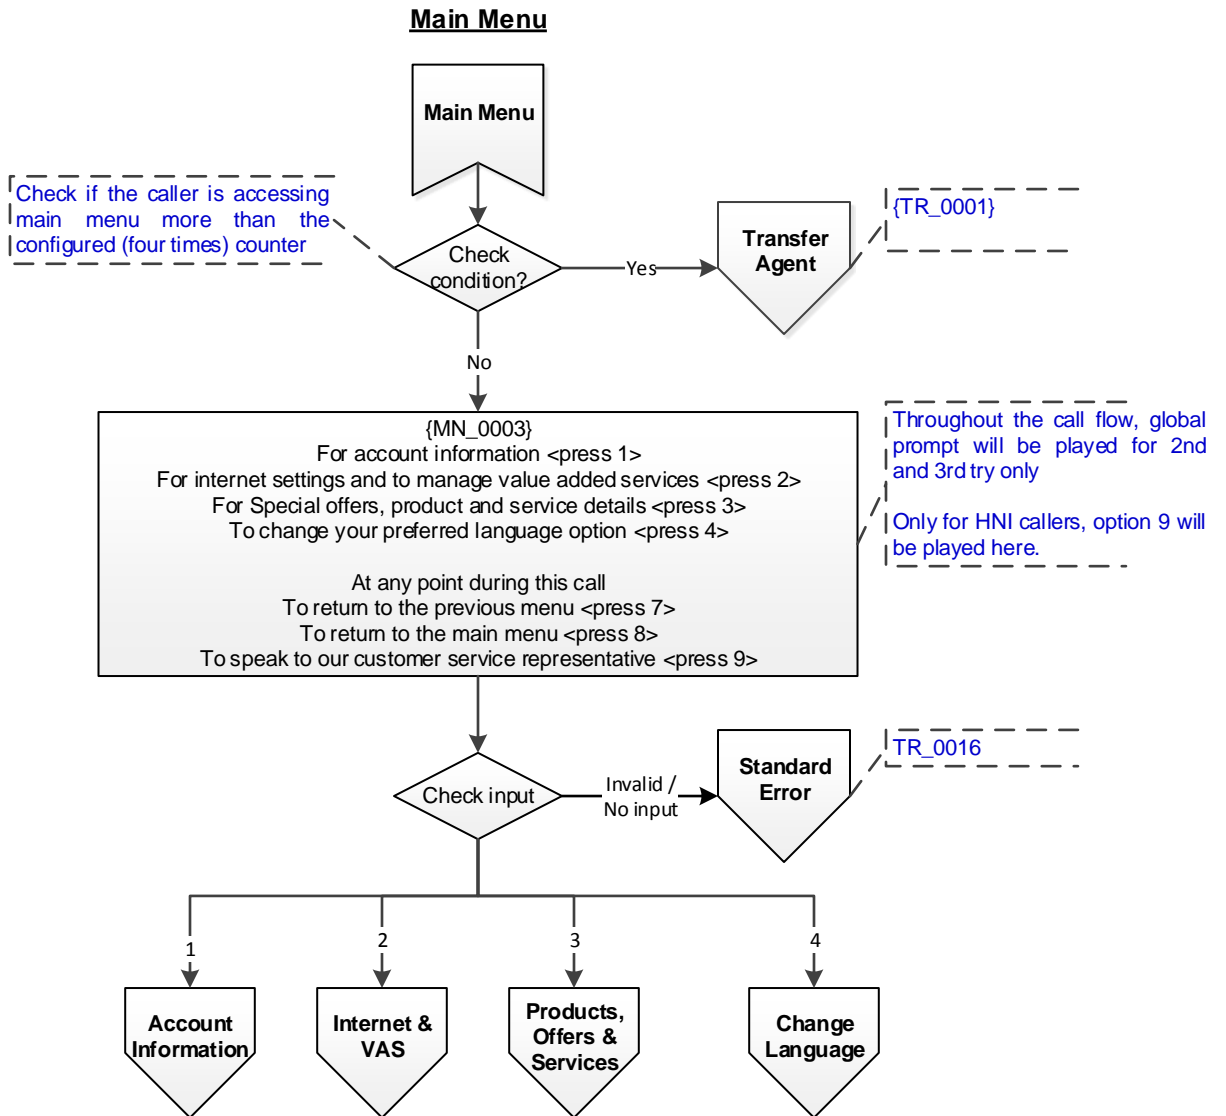 Main Menu
Main Menu
Check if the caller is accessing
main menu more than the
configured (four times) counter
Check
condition?
Yes
Transfer
Agent
{TR_0001}
No
{MN_0003}
For account information <press 1>
For internet settings and to manage value added services <press 2>
For Special offers, product and service details <press 3>
To change your preferred language option <press 4>
At any point during this call
To return to the previous menu <press 7>
To return to the main menu <press 8>
To speak to our customer service representative <press 9>
Throughout the call flow, global
prompt will be played for 2nd
and 3rd try only
Only for HNI callers, option 9 will
be played here.
Check input
Invalid /
No input
Standard
Error
TR_0016
1
2
3
4
Account
Information
Internet &
VAS
Products,
Offers &
Services
Change
Language